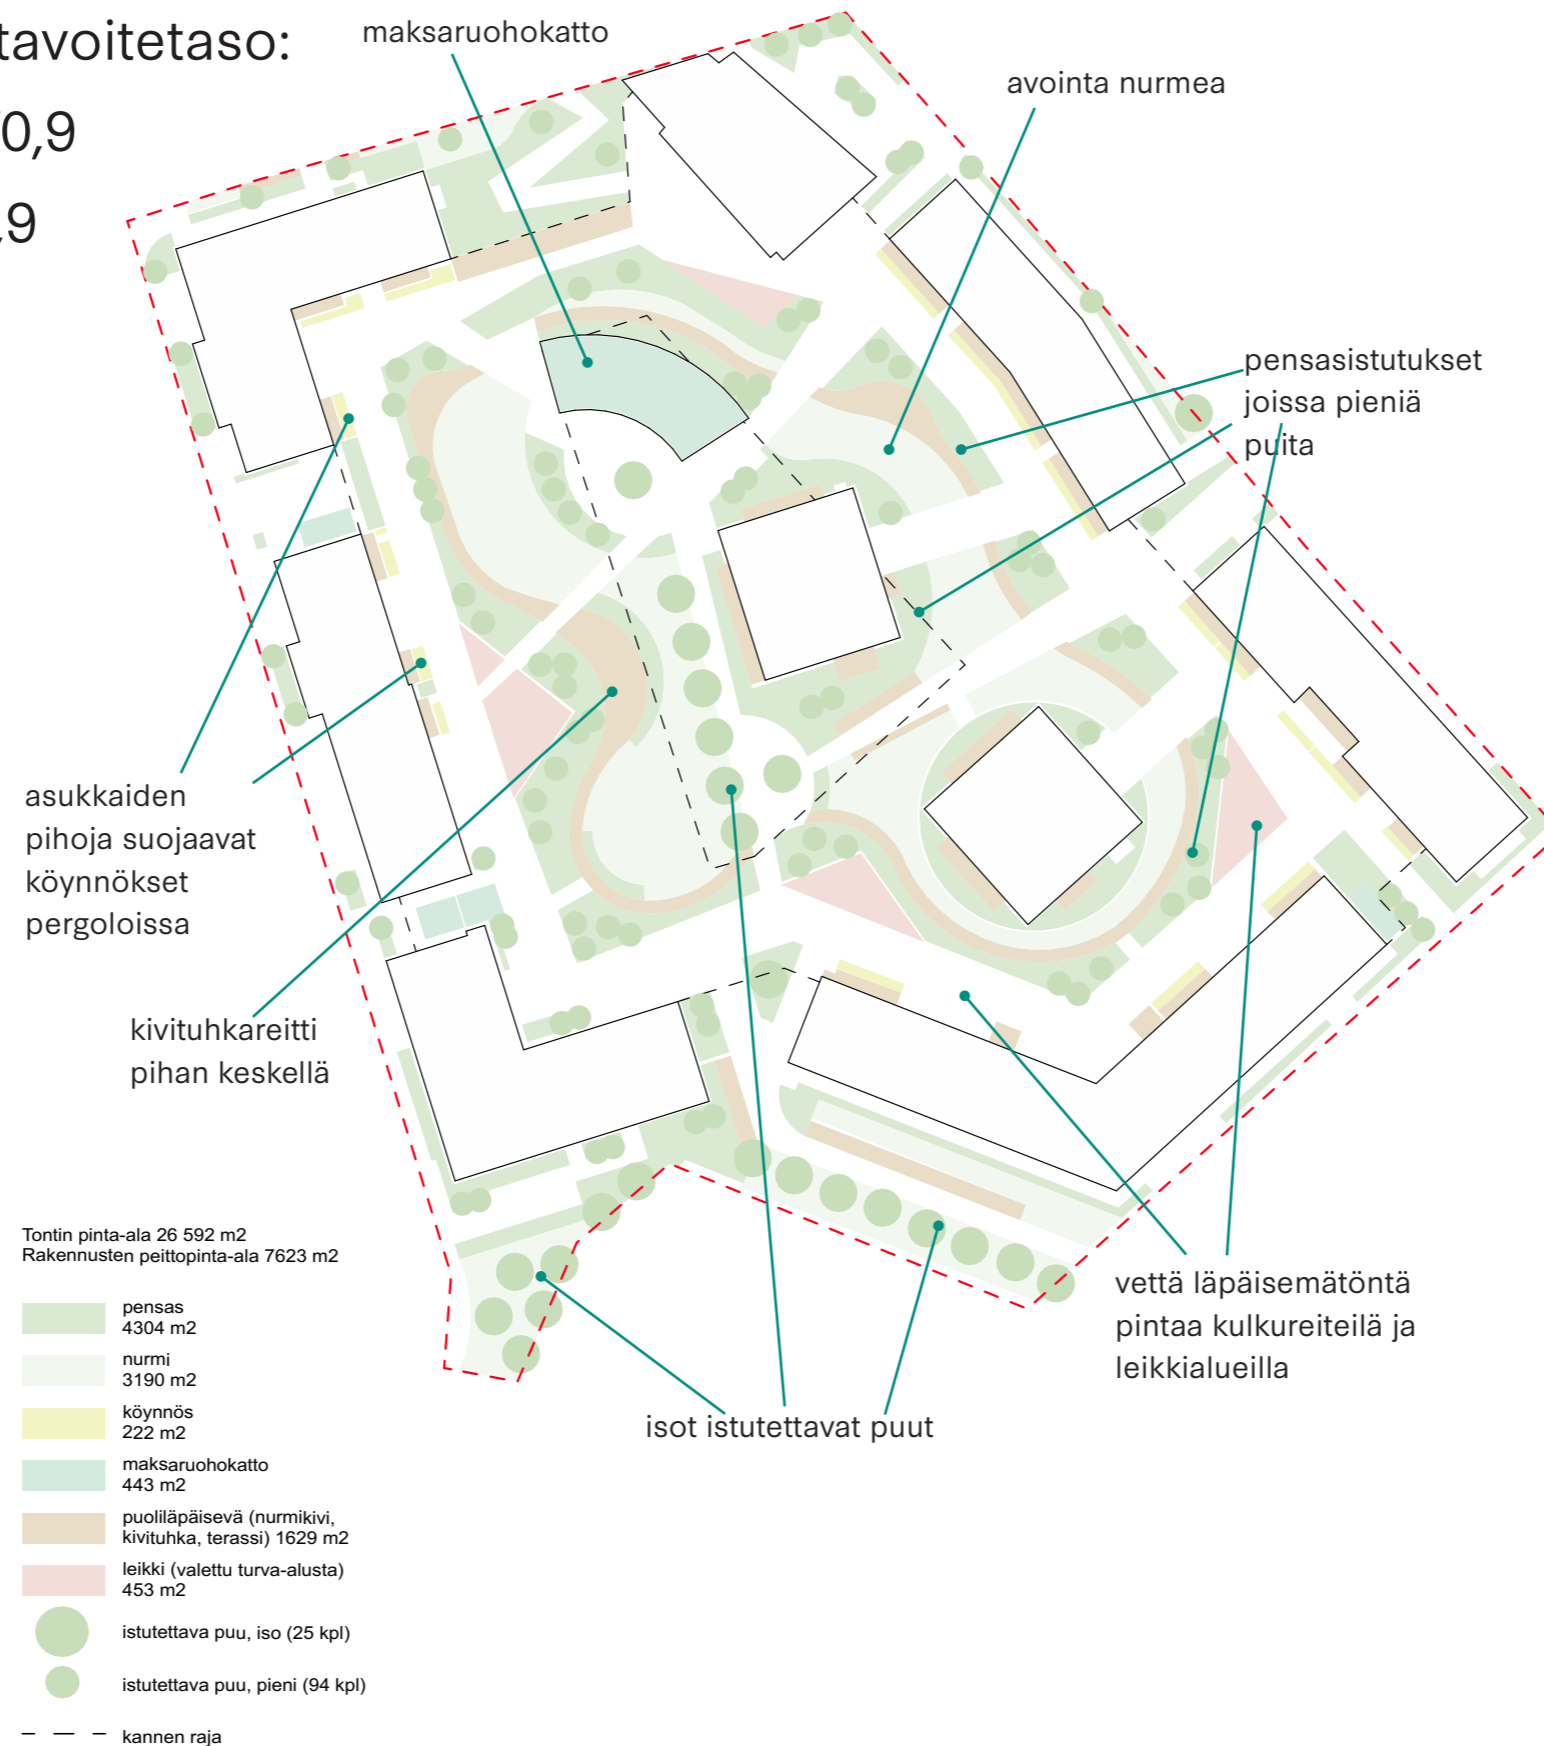 tavoitetaso:
0,9
,9
maksaruohokatto
avointa nurmea
pensasistutukset
joissa pieniä
puita
asukkaiden
pihoja suojaavat
köynnökset
pergoloissa
kivituhkareitti
pihan keskellä
vettä läpäisemätöntä
pintaa kulkureiteilä ja
leikkialueilla
isot istutettavat puut
Tontin pinta-ala 26 592 m2
Rakennusten peittopinta-ala 7623 m2
pensas
4304 m2
nurmi
3190 m2
köynnös
222 m2
maksaruohokatto
443 m2
puoliläpäisevä (nurmikivi,
kivituhka, terassi) 1629 m2
leikki (valettu turva-alusta)
453 m2
istutettava puu, iso (25 kpl)
istutettava puu, pieni (94 kpl)
kannen raja